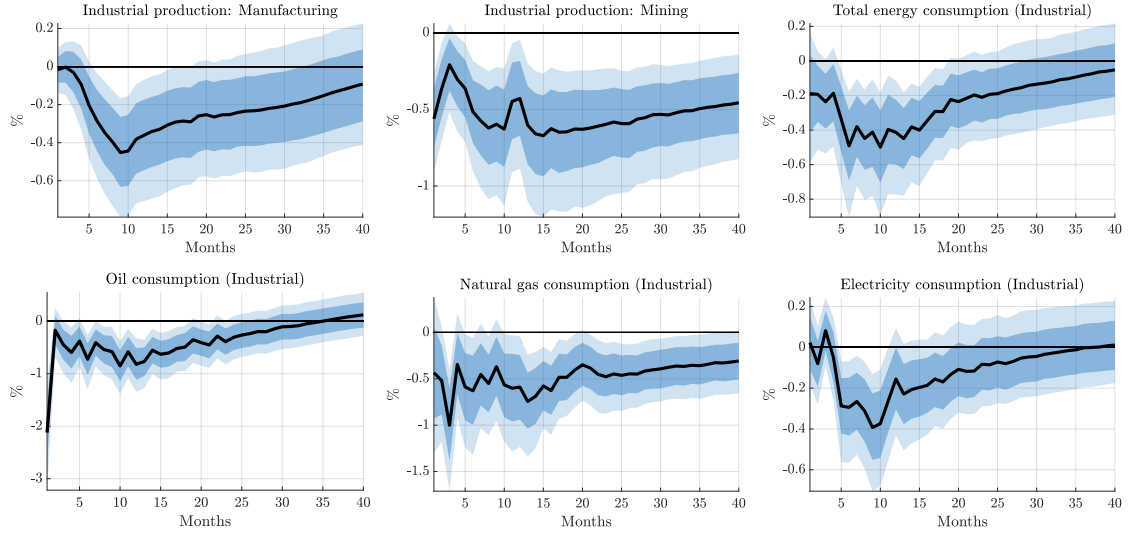 Industrial production: Manufacturing
0.2
0
-0.2
-0.4
-0.6
%
5 10 15 20 25 30 35 40
Months
Industrial production: Mining
0
-0.5
-1
%
5 10 15 20 25 30 35 40
Months
Total energy consumption (Industrial)
0.2
0
-0.2
-0.4
-0.6
-0.8
%
5 10 15 20 25 30 35 40
Months
Oil consumption (Industrial)
0
-1
-2
-3
%
5 10 15 20 25 30 35 40
Months
Natural gas consumption (Industrial)
0
-0.5
-1
-1.5
%
5 10 15 20 25 30 35 40
Months
Electricity consumption (Industrial)
0.2
0
-0.2
-0.4
-0.6
%
5 10 15 20 25 30 35 40
Months